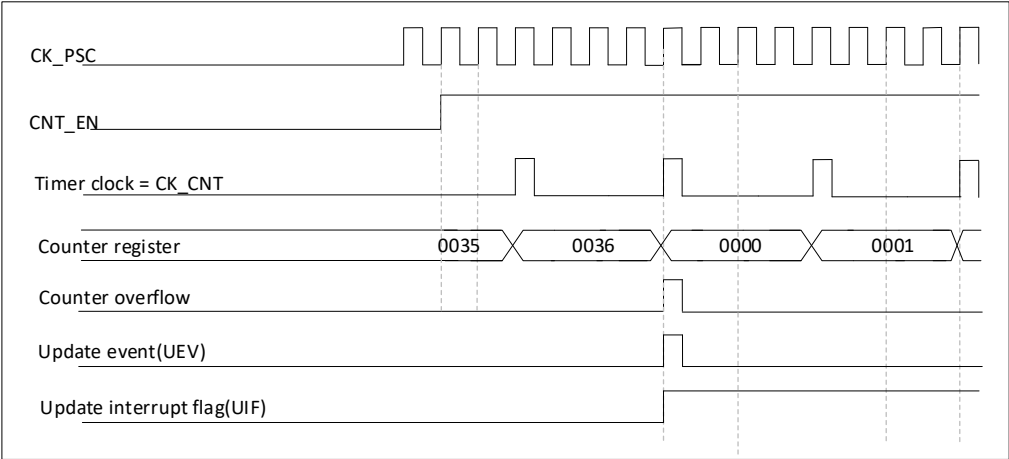 CK_PSC
CNT_EN
Timer clock = CK_CNT
Counter register
0035 0036 0000 0001
Counter overflow
Update event(UEV)
Update interrupt flag(UIF)